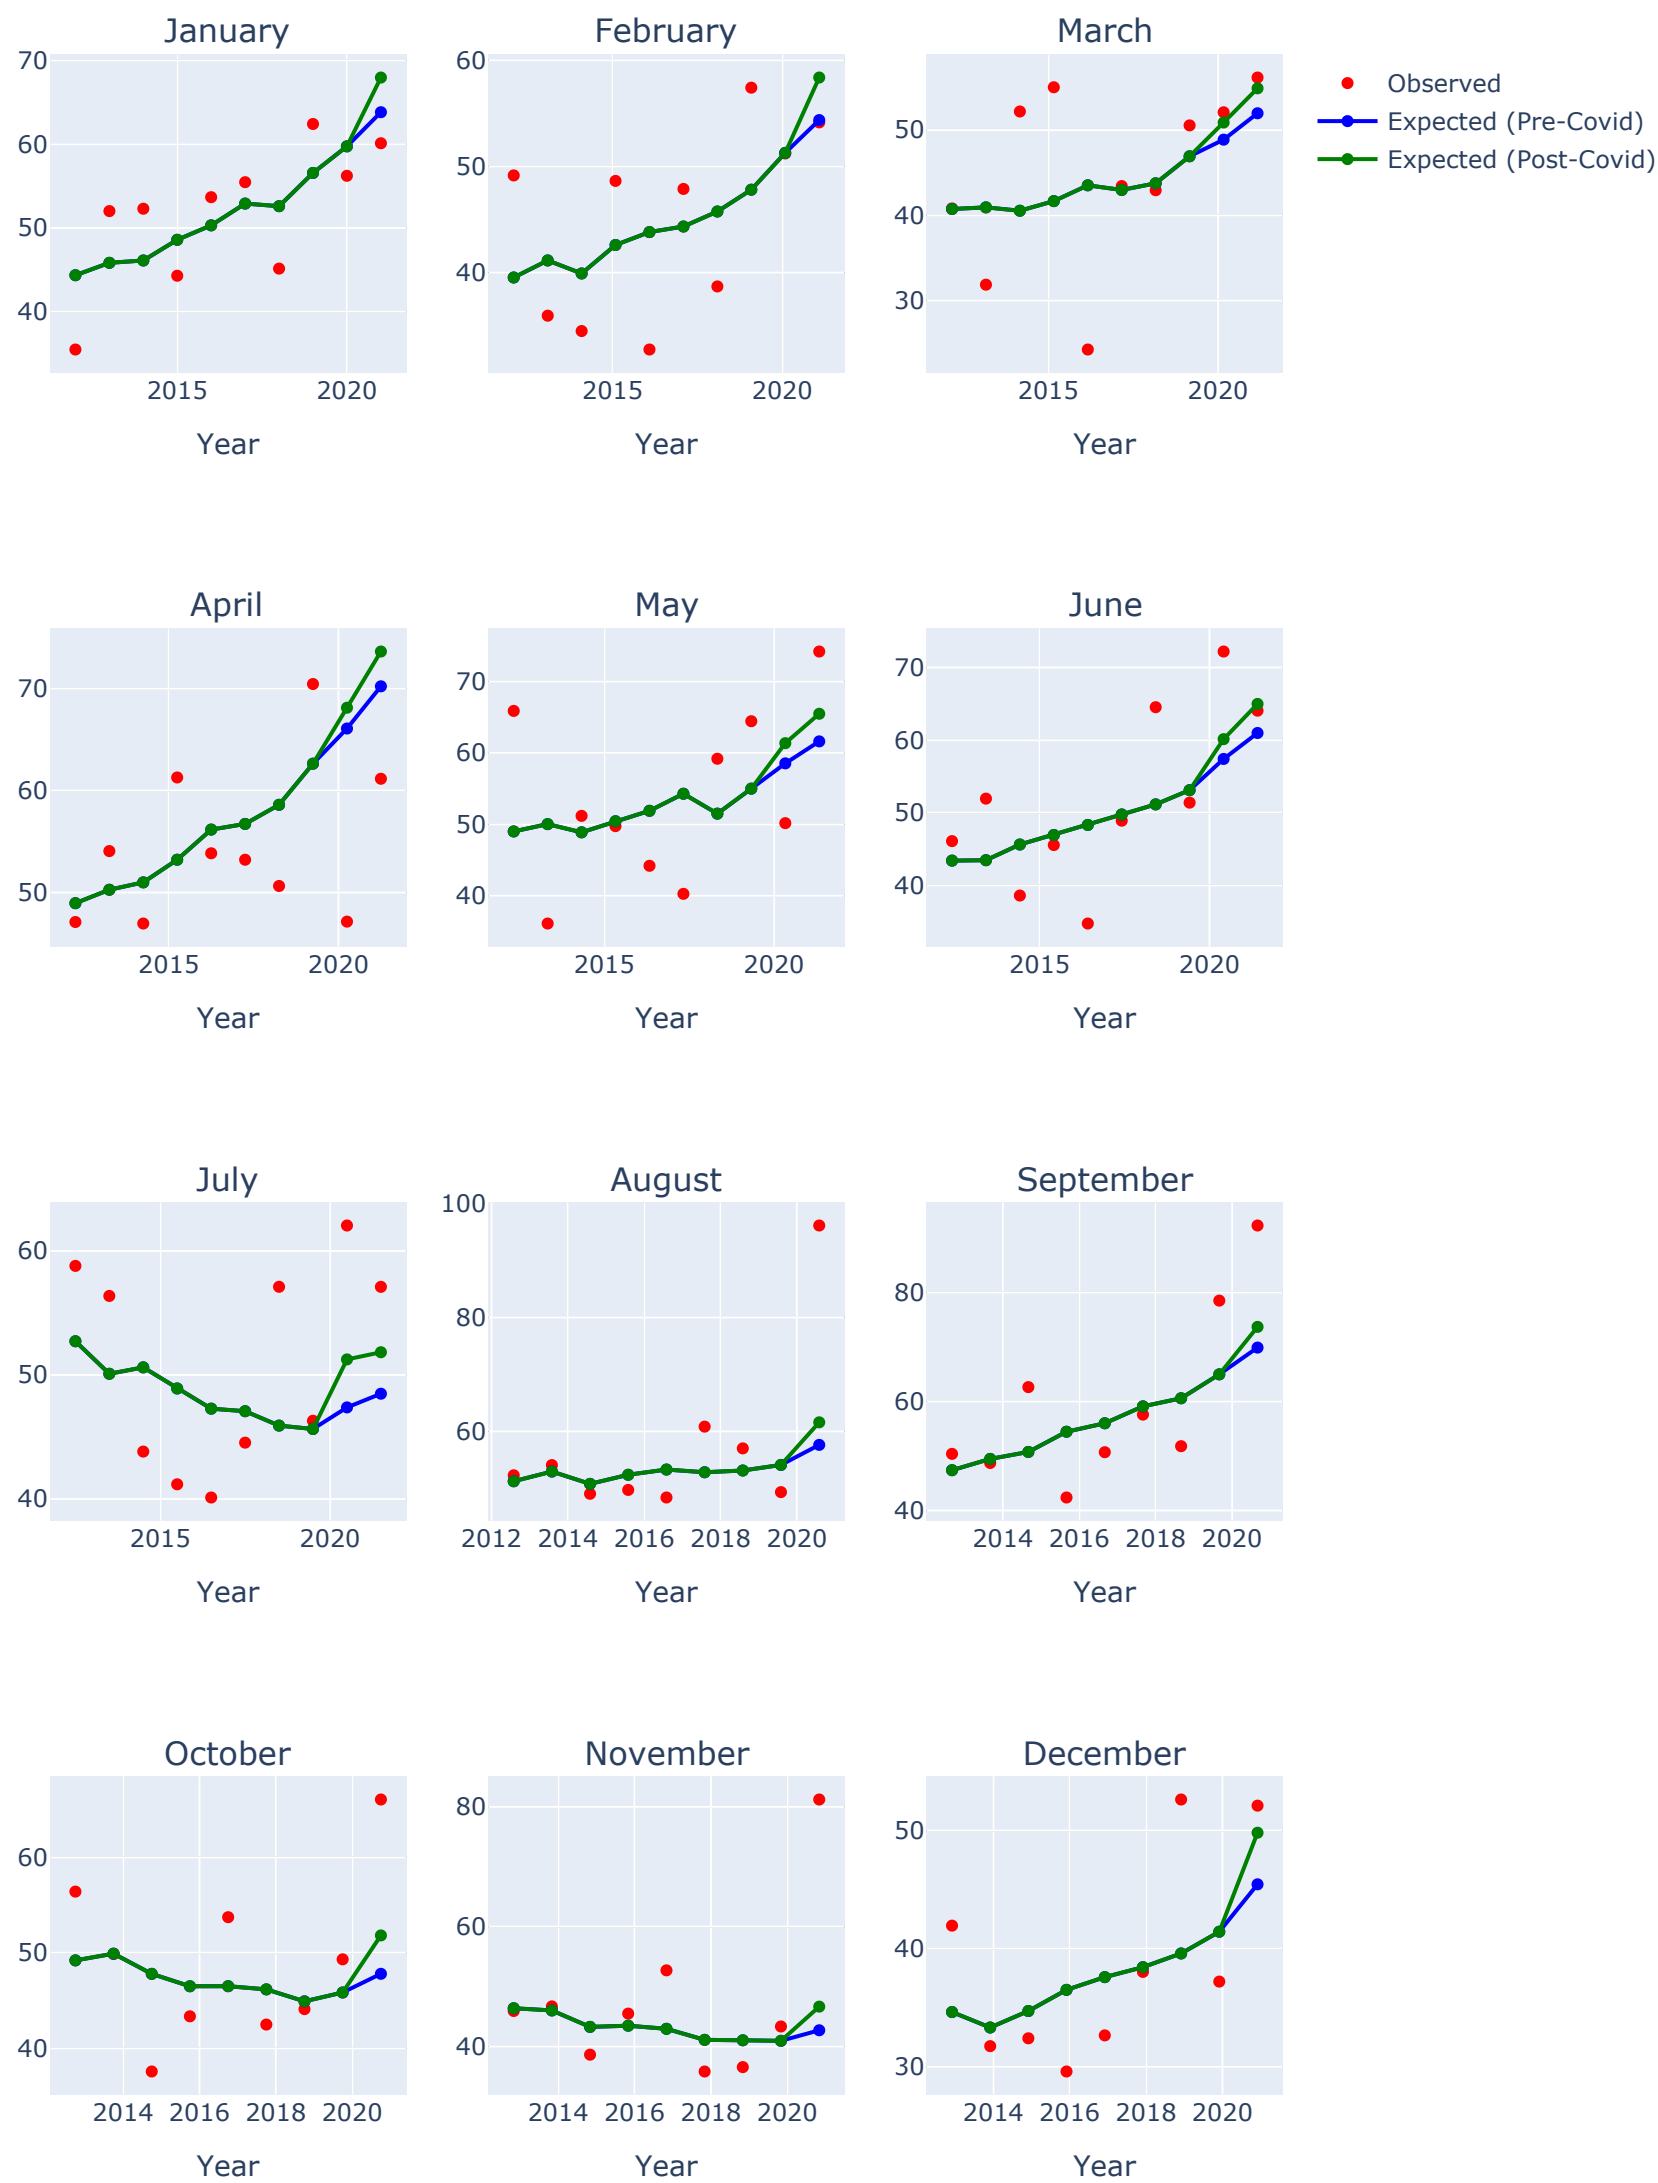 January February March
70
60
50
40
2015 2020
Year
60
50
40
2015 2020
Year
50
40
30
2015 2020
Year
Observed
Expected (Pre-Covid)
Expected (Post-Covid)
April May June
70
60
50
2015 2020
Year
70
60
50
40
2015 2020
Year
70
60
50
40
2015 2020
Year
July August September
60
50
40
2015 2020
Year
100
80
60
2012 2014 2016 2018 2020
Year
80
60
40
2014 2016 2018 2020
Year
October November December
60
50
40
2014 2016 2018 2020
Year
80
60
40
2014 2016 2018 2020
Year
50
40
30
2014 2016 2018 2020
Year